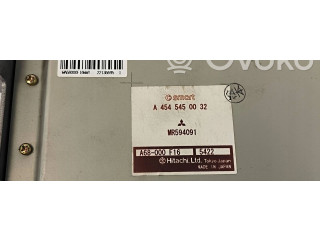 smart
A 454 545 00 32
MR594091
A68-000 F16 5422
Hitachi, Ltd. Tokyo Japan
MADE IN JAPAN